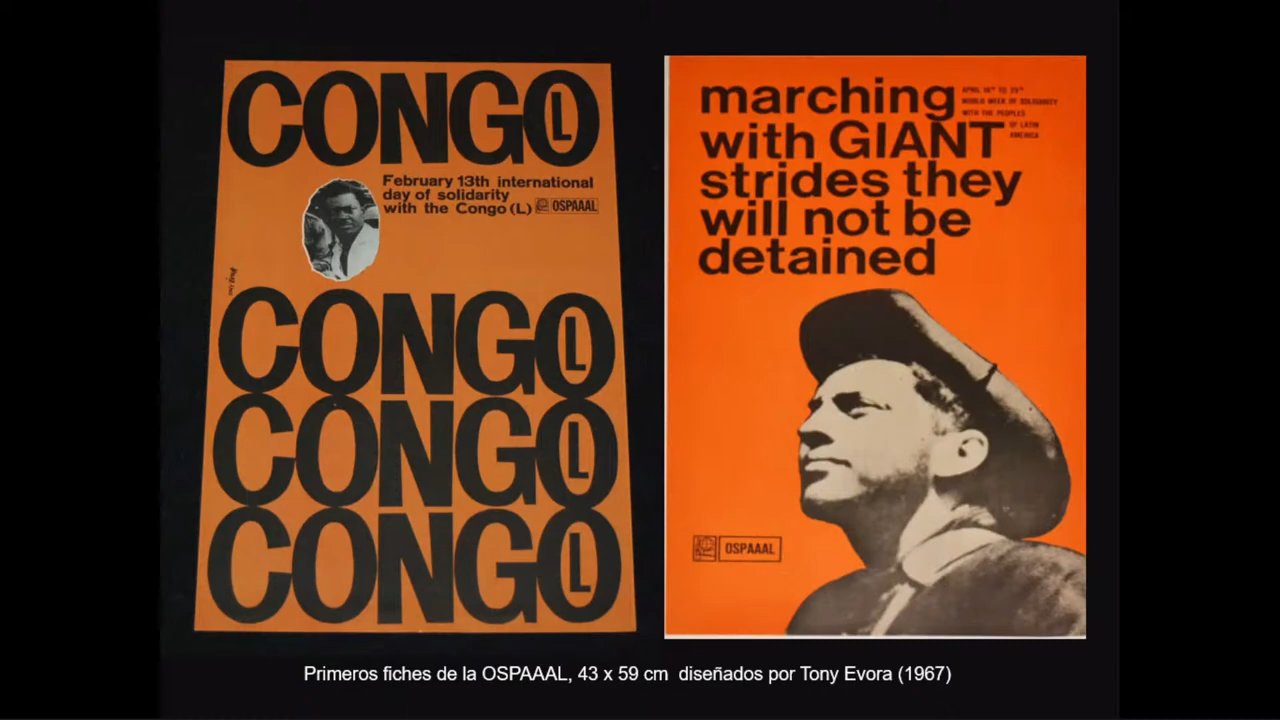 CONGO
L
February 13th international
day of solidarity
with the Congo (L) OSPAAAL
CONGO
L
CONGO
L
CONGO
L
marching
with GIANT
strides they
will not be
detained
APRIL 19TH TO 25TH
WORLD WEEK OF SOLIDARITY
WITH THE PEOPLES
OF LATIN
AMERICA
OSPAAAL
Primeros fiches de la OSPAAAL, 43 x 59 cm diseñados por Tony Evora (1967)